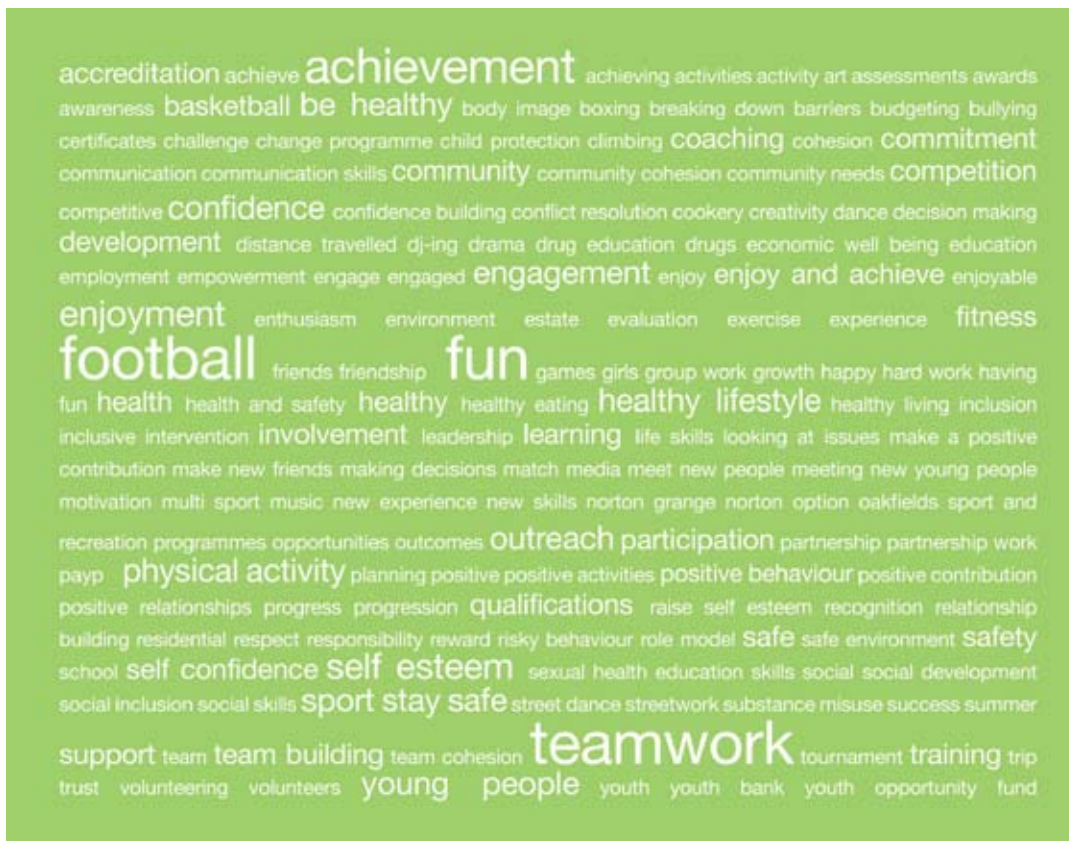 accreditation achieve achievement achieving activities activity art assessments awards
awareness basketball be healthy body image boxing breaking down barriers budgeting bullying
certificates challenge change programme child protection climbing coaching cohesion commitment
communication communication skills community community cohesion community needs competition
competitive confidence confidence building conflict resolution cookery creativity dance decision making
development distance travelled dj-ing drama drug education drugs economic well being education
employment empowerment engage engaged engagement enjoy enjoy and achieve enjoyable
enjoyment enthusiasm environment estate evaluation exercise experience fitness
football friends friendship fun games girls group work growth happy hard work having
fun health health and safety healthy healthy eating healthy lifestyle healthy living inclusion
inclusive intervention involvement leadership learning life skills looking at issues make a positive
contribution make new friends making decisions match media meet new people meeting new young people
motivation multi sport music new experience new skills norton grange norton option oakfields sport and
recreation programmes opportunities outcomes outreach participation partnership partnership work
payp physical activity planning positive positive activities positive behaviour positive contribution
positive relationships progress progression qualifications raise self esteem recognition relationship
building residential respect responsibility reward risky behaviour role model safe safe environment safety
school self confidence self esteem sexual health education skills social social development
social inclusion social skills sport stay safe street dance streetwork substance misuse success summer
support team team building team cohesion teamwork tournament training trip
trust volunteering volunteers young people youth youth bank youth opportunity fund